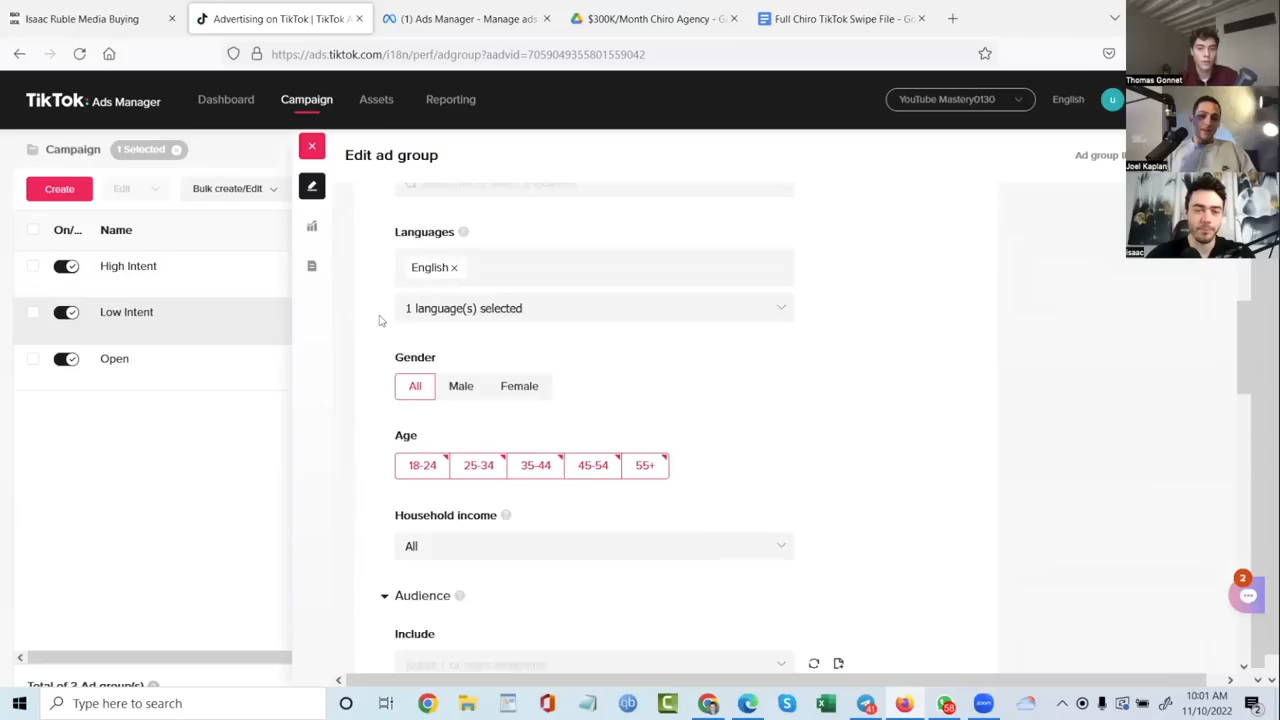 Isaac Ruble Media Buying
Advertising on TikTok | TikTok A
(1) Ads Manager - Manage ads
$300K/Month Chiro Agency - G
Full Chiro TikTok Swipe File - Go
https://ads.tiktok.com/i18n/perf/adgroup?aadvid=7059049355801559042
TikTok: Ads Manager
Dashboard
Campaign
Assets
Reporting
YouTube Mastery0130
English
u
Thomas Gonnet
Joel Kaplan
Isaac
Campaign
1 Selected
Edit ad group
Ad group I
Create
Edit
Bulk create/Edit
On/...
Name
High Intent
Low Intent
Open
Languages
English
1 language(s) selected
Gender
All
Male
Female
Age
18-24
25-34
35-44
45-54
55+
Household income
All
Audience
Include
2
Total of 3 Ad group(s)
Type here to search
41
58
10:01 AM
11/10/2022
2